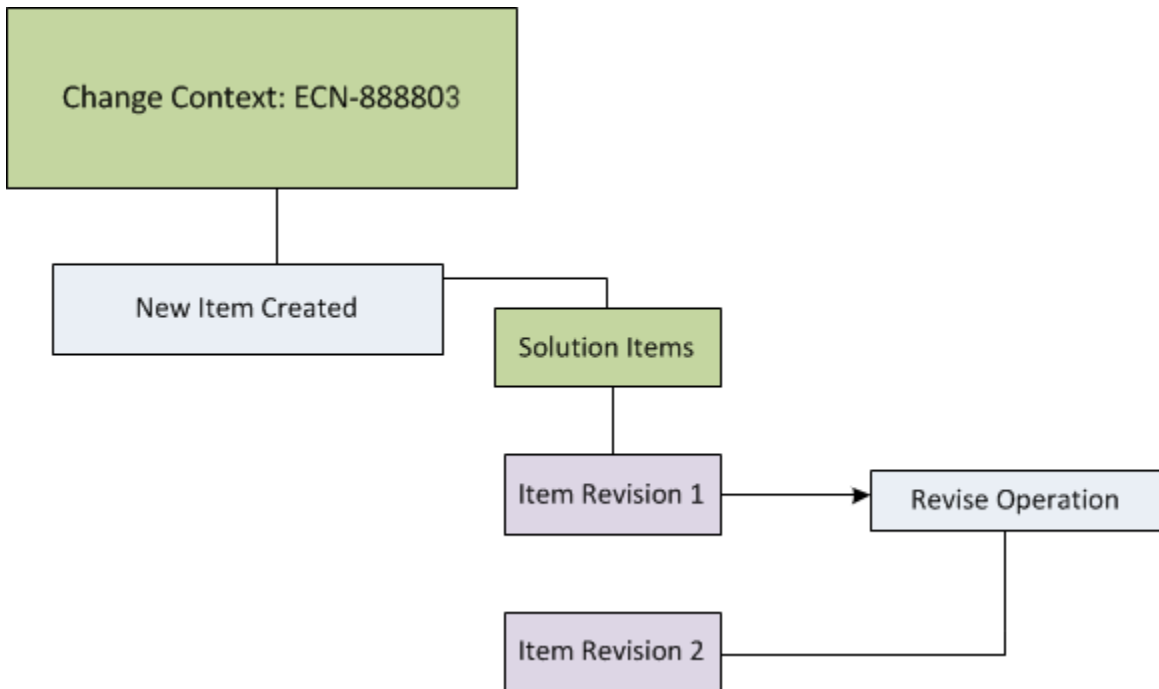 Change Context: ECN-888803
New Item Created
Solution Items
Item Revision 1
Revise Operation
Item Revision 2